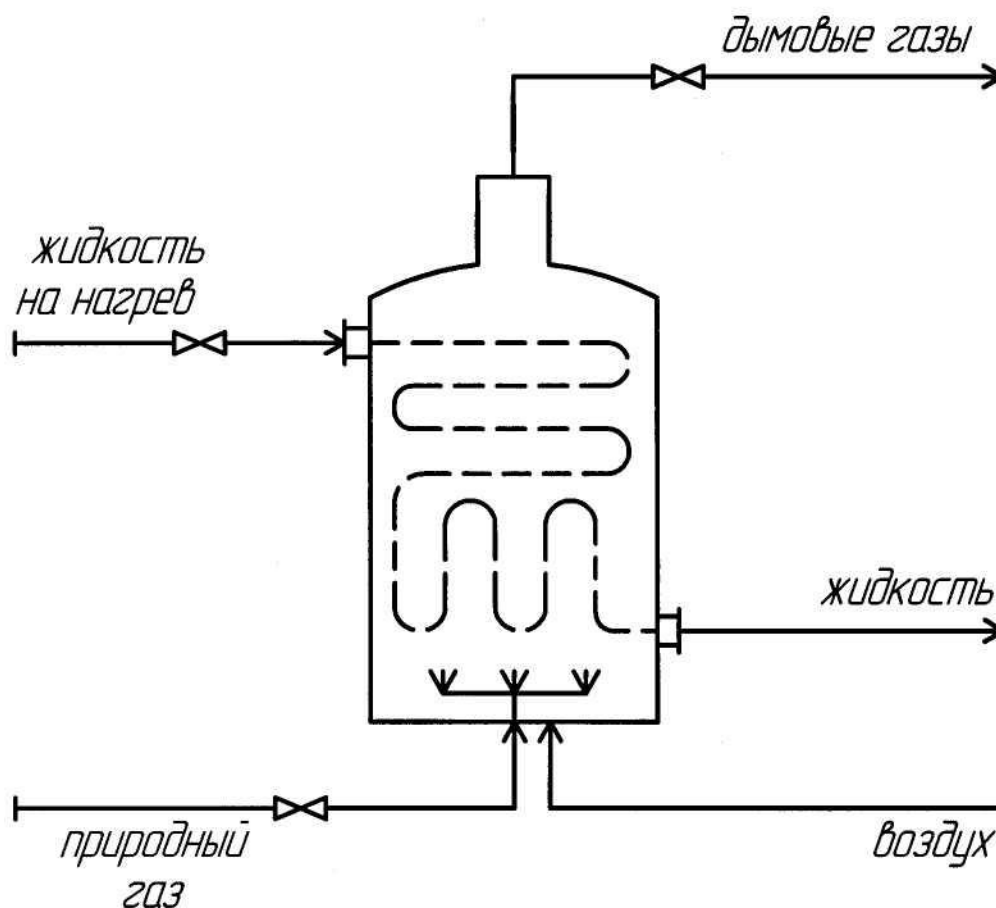 дымовые газы
жидкость
на нагрев
жидкость
природный
газ
воздух